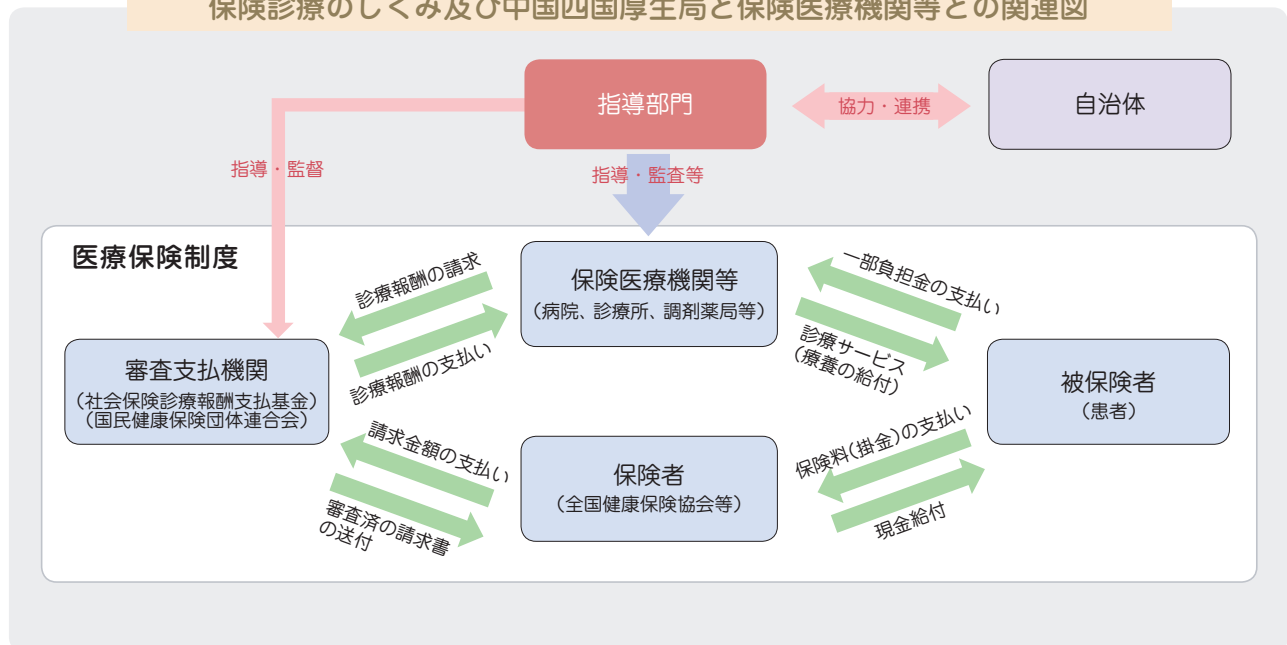 保険診療のしくみ及び中国四国厚生局と保険医療機関等との関連図
指導部門
協力・連携
自治体
指導・監督
指導・監査等
医療保険制度
保険医療機関等
（病院、診療所、調剤薬局等）
診療報酬の請求
診療報酬の支払い
一部負担金の支払い
診療サービス
（療養の給付）
審査支払機関
（社会保険診療報酬支払基金）
（国民健康保険団体連合会）
被保険者
（患者）
請求金額の支払い
審査済の請求書
の送付
保険者
（全国健康保険協会等）
保険料（掛金）の支払い
現金給付